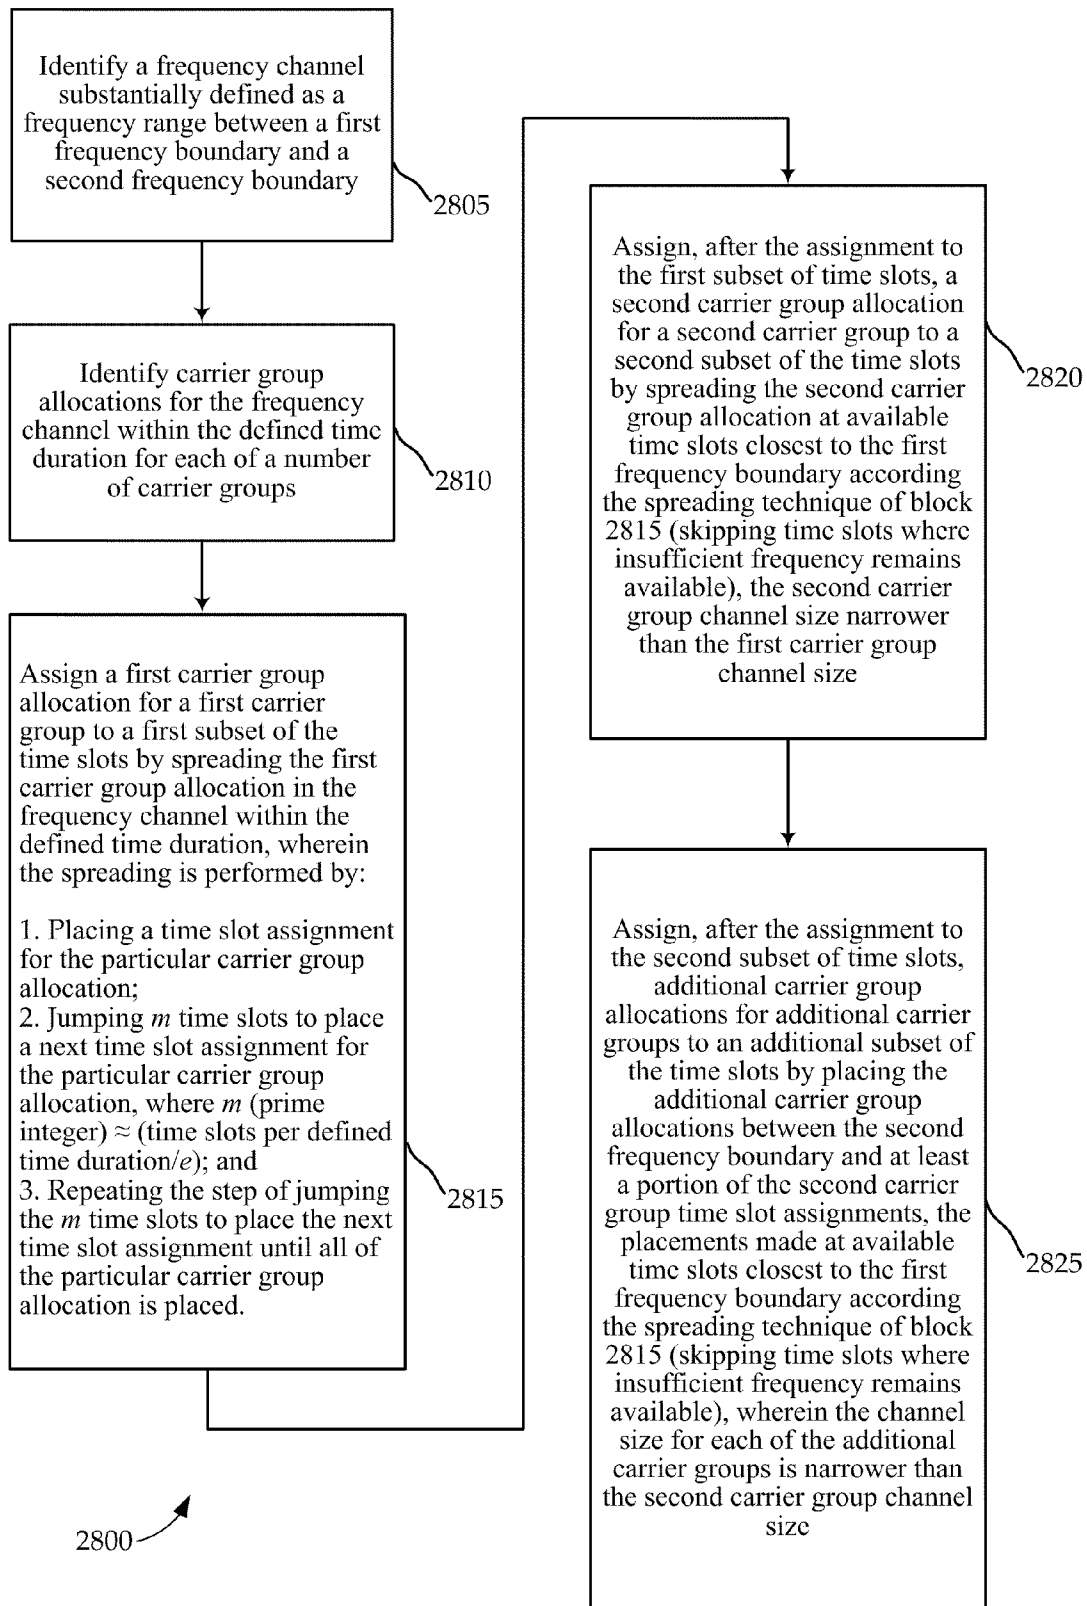 Identify a frequency channel
substantially defined as a
frequency range between a first
frequency boundary and a
second frequency boundary
2805
Identify carrier group
allocations for the frequency
channel within the defined time
duration for each of a number
of carrier groups
2810
Assign a first carrier group
allocation for a first carrier
group to a first subset of the
time slots by spreading the first
carrier group allocation in the
frequency channel within the
defined time duration, wherein
the spreading is performed by:
1. Placing a time slot assignment
for the particular carrier group
allocation;
2. Jumping m time slots to place
a next time slot assignment for
the particular carrier group
allocation, where m (prime
integer) ≈ (time slots per defined
time duration/e); and
3. Repeating the step of jumping
the m time slots to place the next
time slot assignment until all of
the particular carrier group
allocation is placed.
2815
Assign, after the assignment to
the first subset of time slots, a
second carrier group allocation
for a second carrier group to a
second subset of the time slots
by spreading the second carrier
group allocation at available
time slots closest to the first
frequency boundary according
the spreading technique of block
2815 (skipping time slots where
insufficient frequency remains
available), the second carrier
group channel size narrower
than the first carrier group
channel size
2820
Assign, after the assignment to
the second subset of time slots,
additional carrier group
allocations for additional carrier
groups to an additional subset of
the time slots by placing the
additional carrier group
allocations between the second
frequency boundary and at least
a portion of the second carrier
group time slot assignments, the
placements made at available
time slots closest to the first
frequency boundary according
the spreading technique of block
2815 (skipping time slots where
insufficient frequency remains
available), wherein the channel
size for each of the additional
carrier groups is narrower than
the second carrier group channel
size
2825
2800